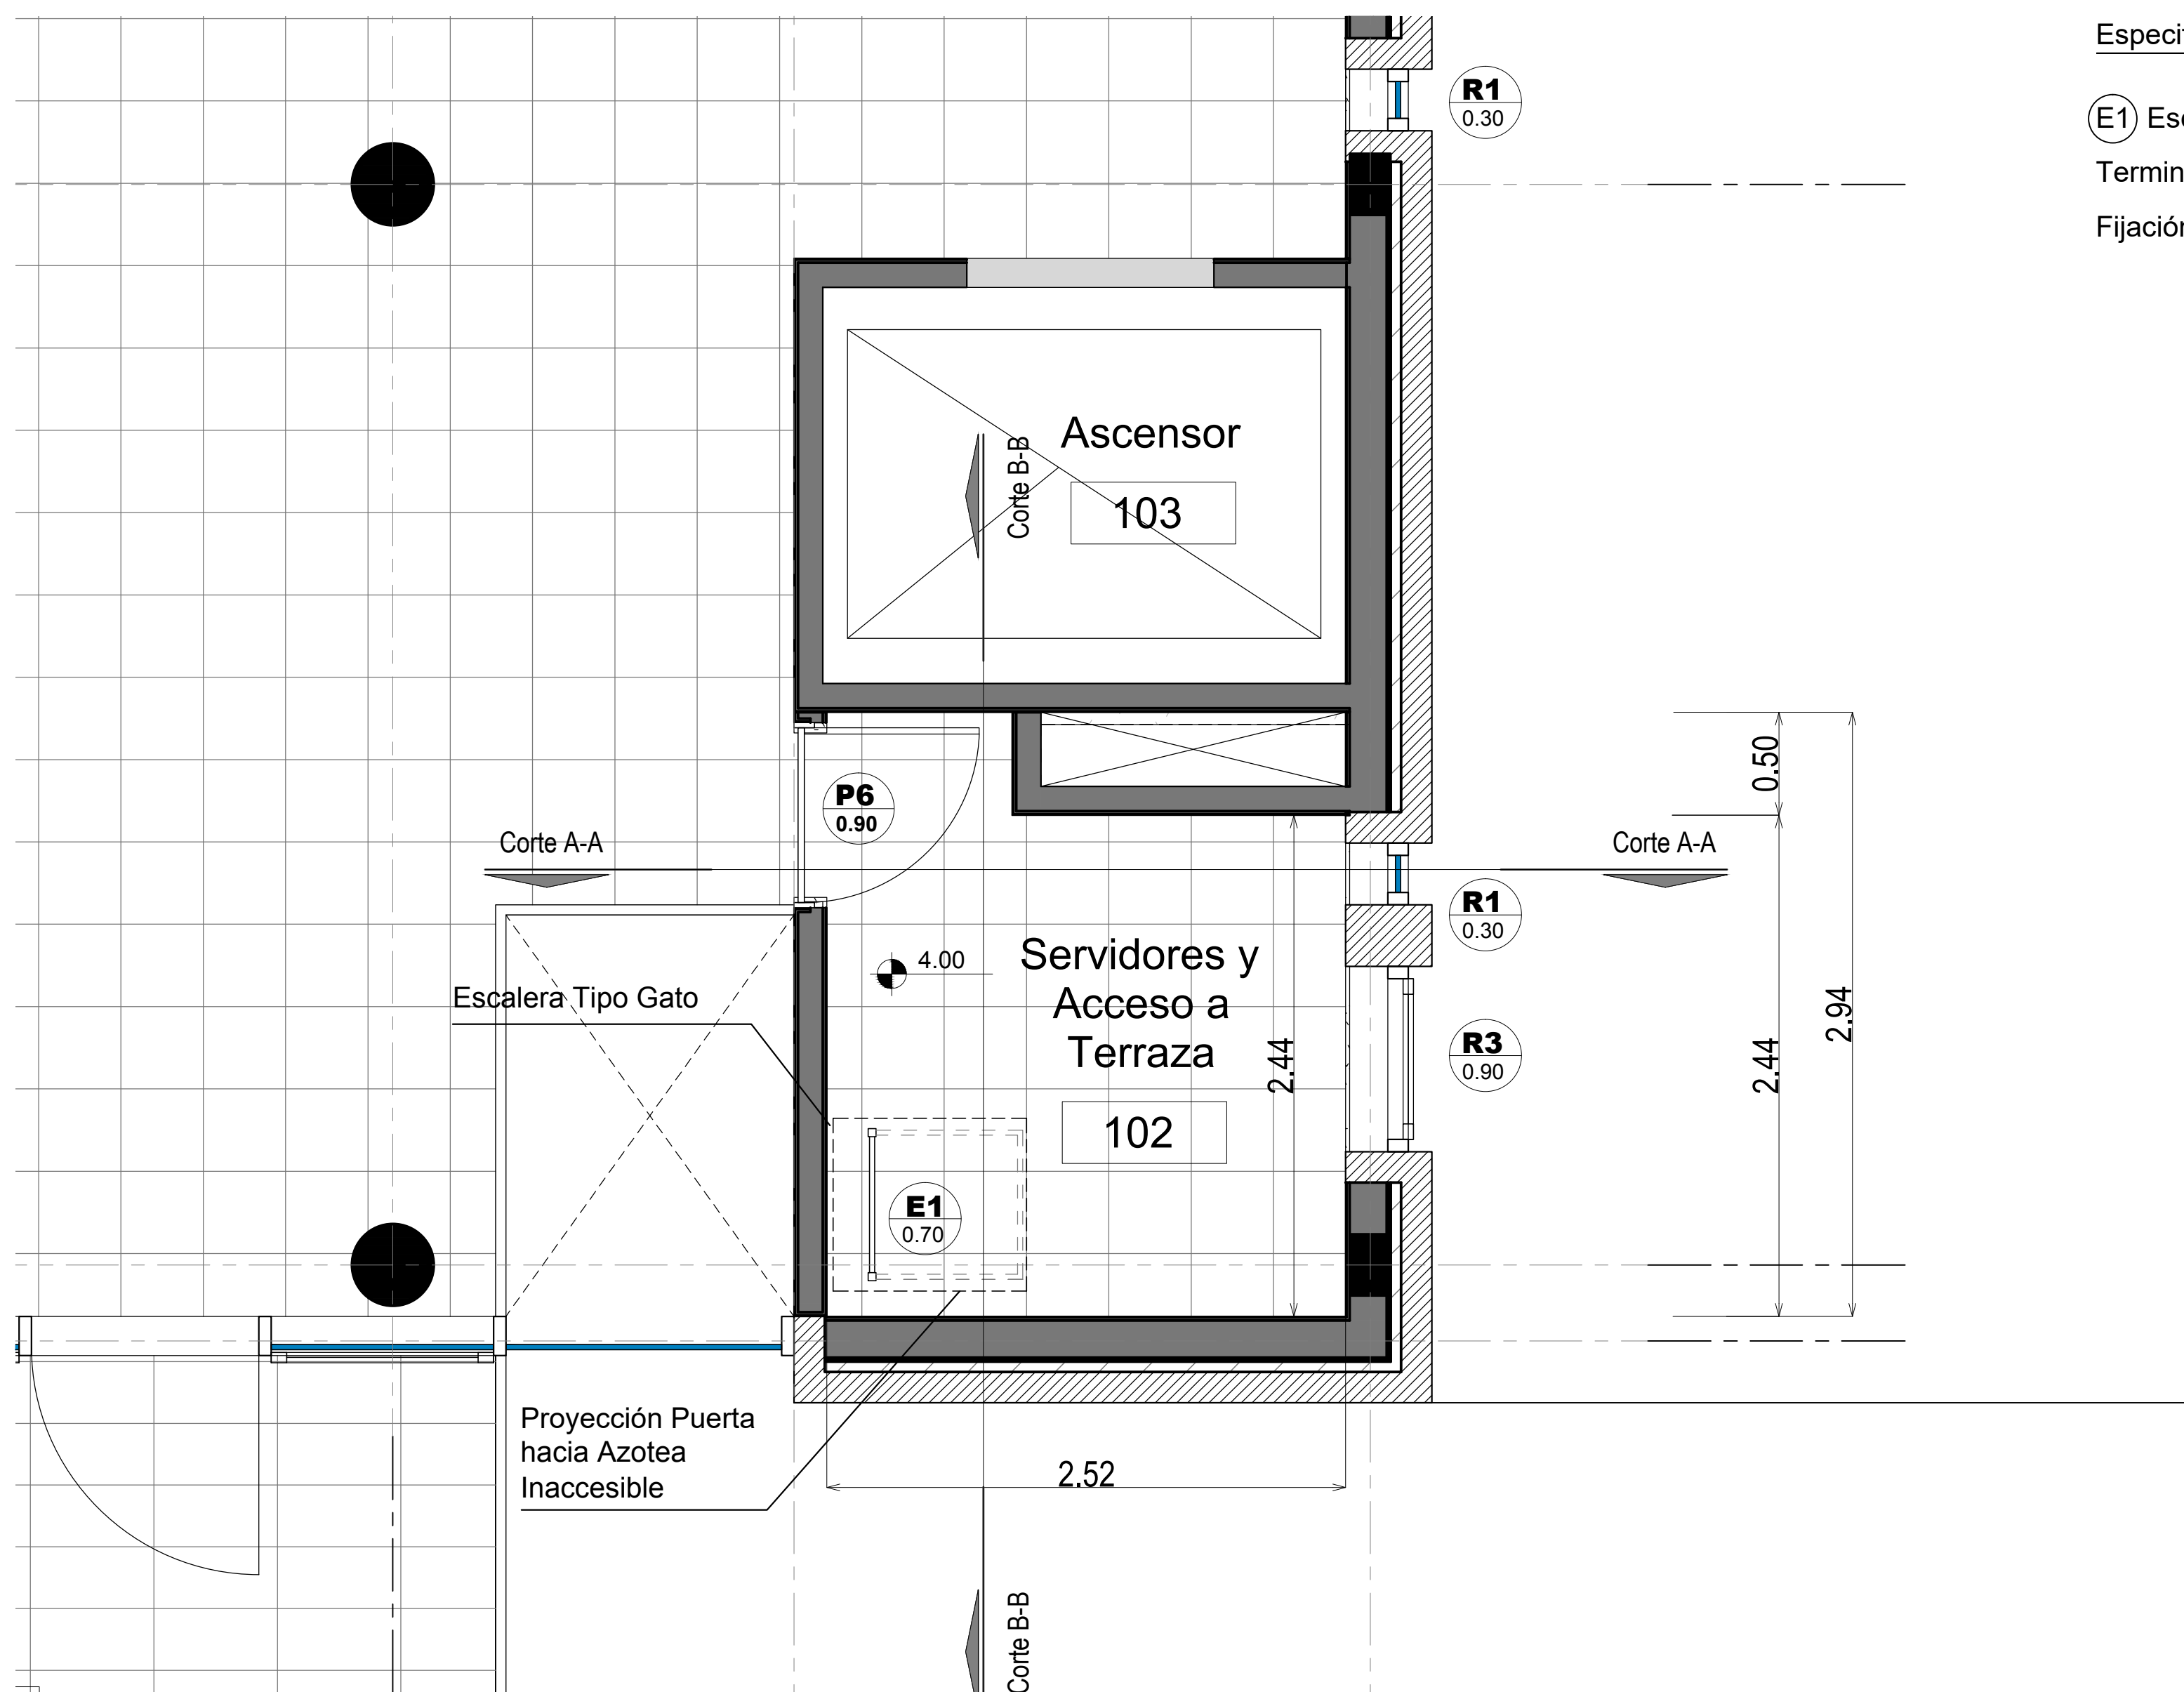 Especi
R1
0.30
E1 Es
Termin
Fijació
Ascensor
Corte B-B
103
0.50
P6
0.90
Corte A-A
Corte A-A
R1
0.30
Servidores y
Acceso a
Terraza
4.00
Escalera Tipo Gato
2.44
2.44
2.94
R3
0.90
102
E1
0.70
Proyección Puerta
hacia Azotea
Inaccesible
2.52
Corte B-B